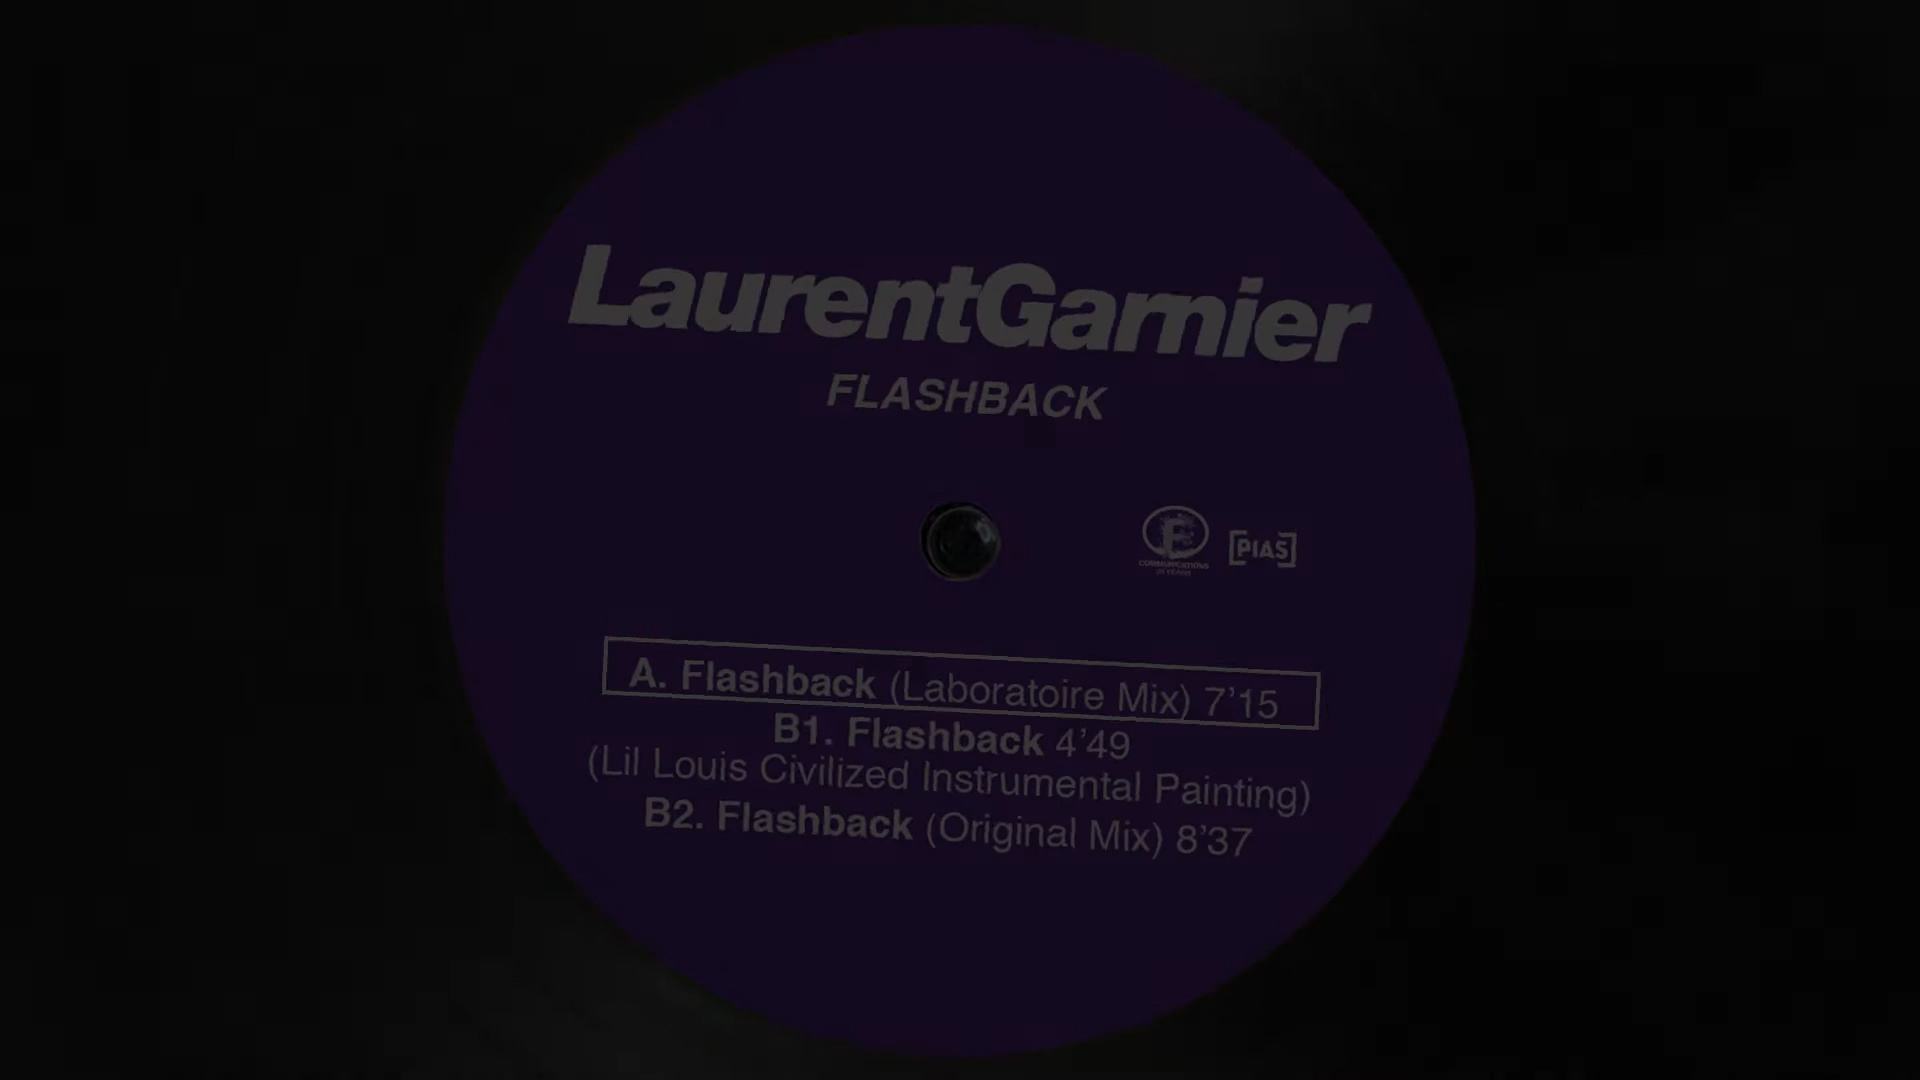 LaurentGarnier
FLASHBACK
F
COMMUNICATIONS
[PIAS]
A. Flashback (Laboratoire Mix) 7'15
B1. Flashback 4'49
(Lil Louis Civilized Instrumental Painting)
B2. Flashback (Original Mix) 8'37